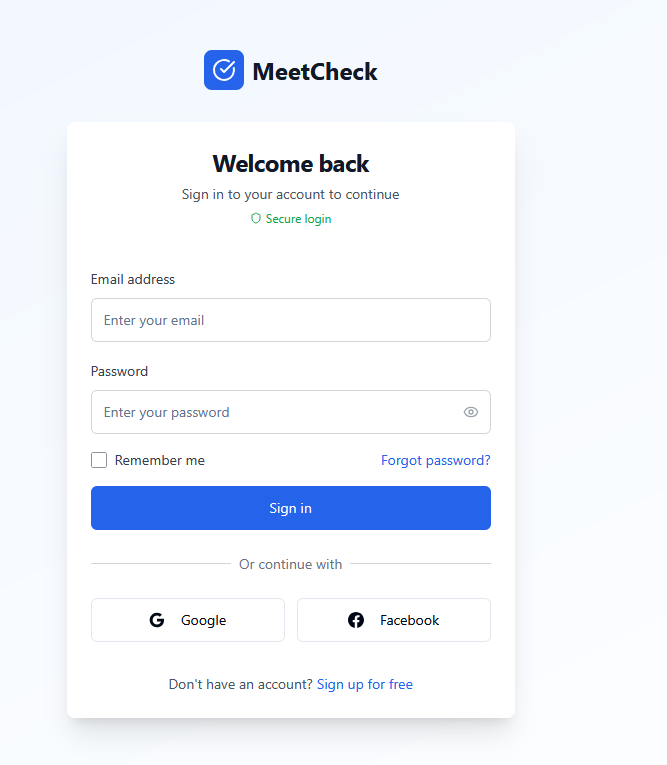 MeetCheck
Welcome back
Sign in to your account to continue
Secure login
Email address
Enter your email
Password
Enter your password
Remember me
Forgot password?
Sign in
Or continue with
Google
Facebook
Don't have an account? Sign up for free